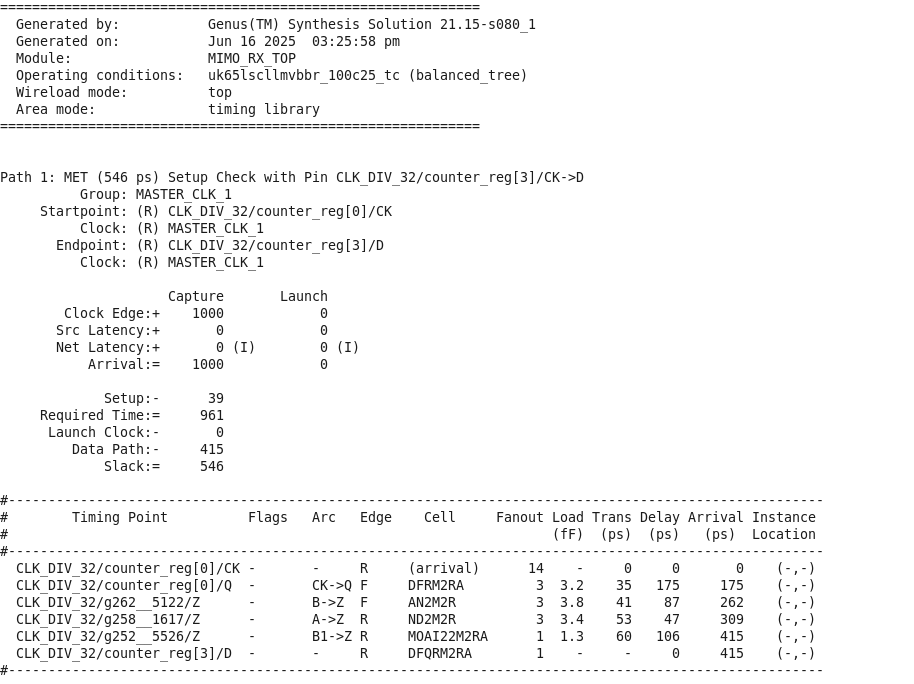 ============================================================
  Generated by:           Genus(TM) Synthesis Solution 21.15-s080_1
  Generated on:           Jun 16 2025  03:25:58 pm
  Module:                 MIMO_RX_TOP
  Operating conditions:   uk65lscllmvbbr_100c25_tc (balanced_tree)
  Wireload mode:          top
  Area mode:              timing library
============================================================


Path 1: MET (546 ps) Setup Check with Pin CLK_DIV_32/counter_reg[3]/CK->D
          Group: MASTER_CLK_1
     Startpoint: (R) CLK_DIV_32/counter_reg[0]/CK
          Clock: (R) MASTER_CLK_1
       Endpoint: (R) CLK_DIV_32/counter_reg[3]/D
          Clock: (R) MASTER_CLK_1

                     Capture       Launch
        Clock Edge:+    1000            0
       Src Latency:+       0            0
       Net Latency:+       0 (I)        0 (I)
           Arrival:=    1000            0

             Setup:-      39
     Required Time:=     961
      Launch Clock:-       0
         Data Path:-     415
             Slack:=     546

#------------------------------------------------------------------------------------------------------
#        Timing Point          Flags   Arc   Edge    Cell     Fanout Load Trans Delay Arrival Instance
#                                                                    (fF)  (ps)  (ps)   (ps)  Location
#------------------------------------------------------------------------------------------------------
  CLK_DIV_32/counter_reg[0]/CK -       -     R     (arrival)      14    -     0     0       0    (-,-)
  CLK_DIV_32/counter_reg[0]/Q  -       CK->Q F     DFRM2RA         3  3.2    35   175     175    (-,-)
  CLK_DIV_32/g262__5122/Z      -       B->Z  F     AN2M2R          3  3.8    41    87     262    (-,-)
  CLK_DIV_32/g258__1617/Z      -       A->Z  R     ND2M2R          3  3.4    53    47     309    (-,-)
  CLK_DIV_32/g252__5526/Z      -       B1->Z R     MOAI22M2RA      1  1.3    60   106     415    (-,-)
  CLK_DIV_32/counter_reg[3]/D  -       -     R     DFQRM2RA        1    -     -     0     415    (-,-)
#------------------------------------------------------------------------------------------------------